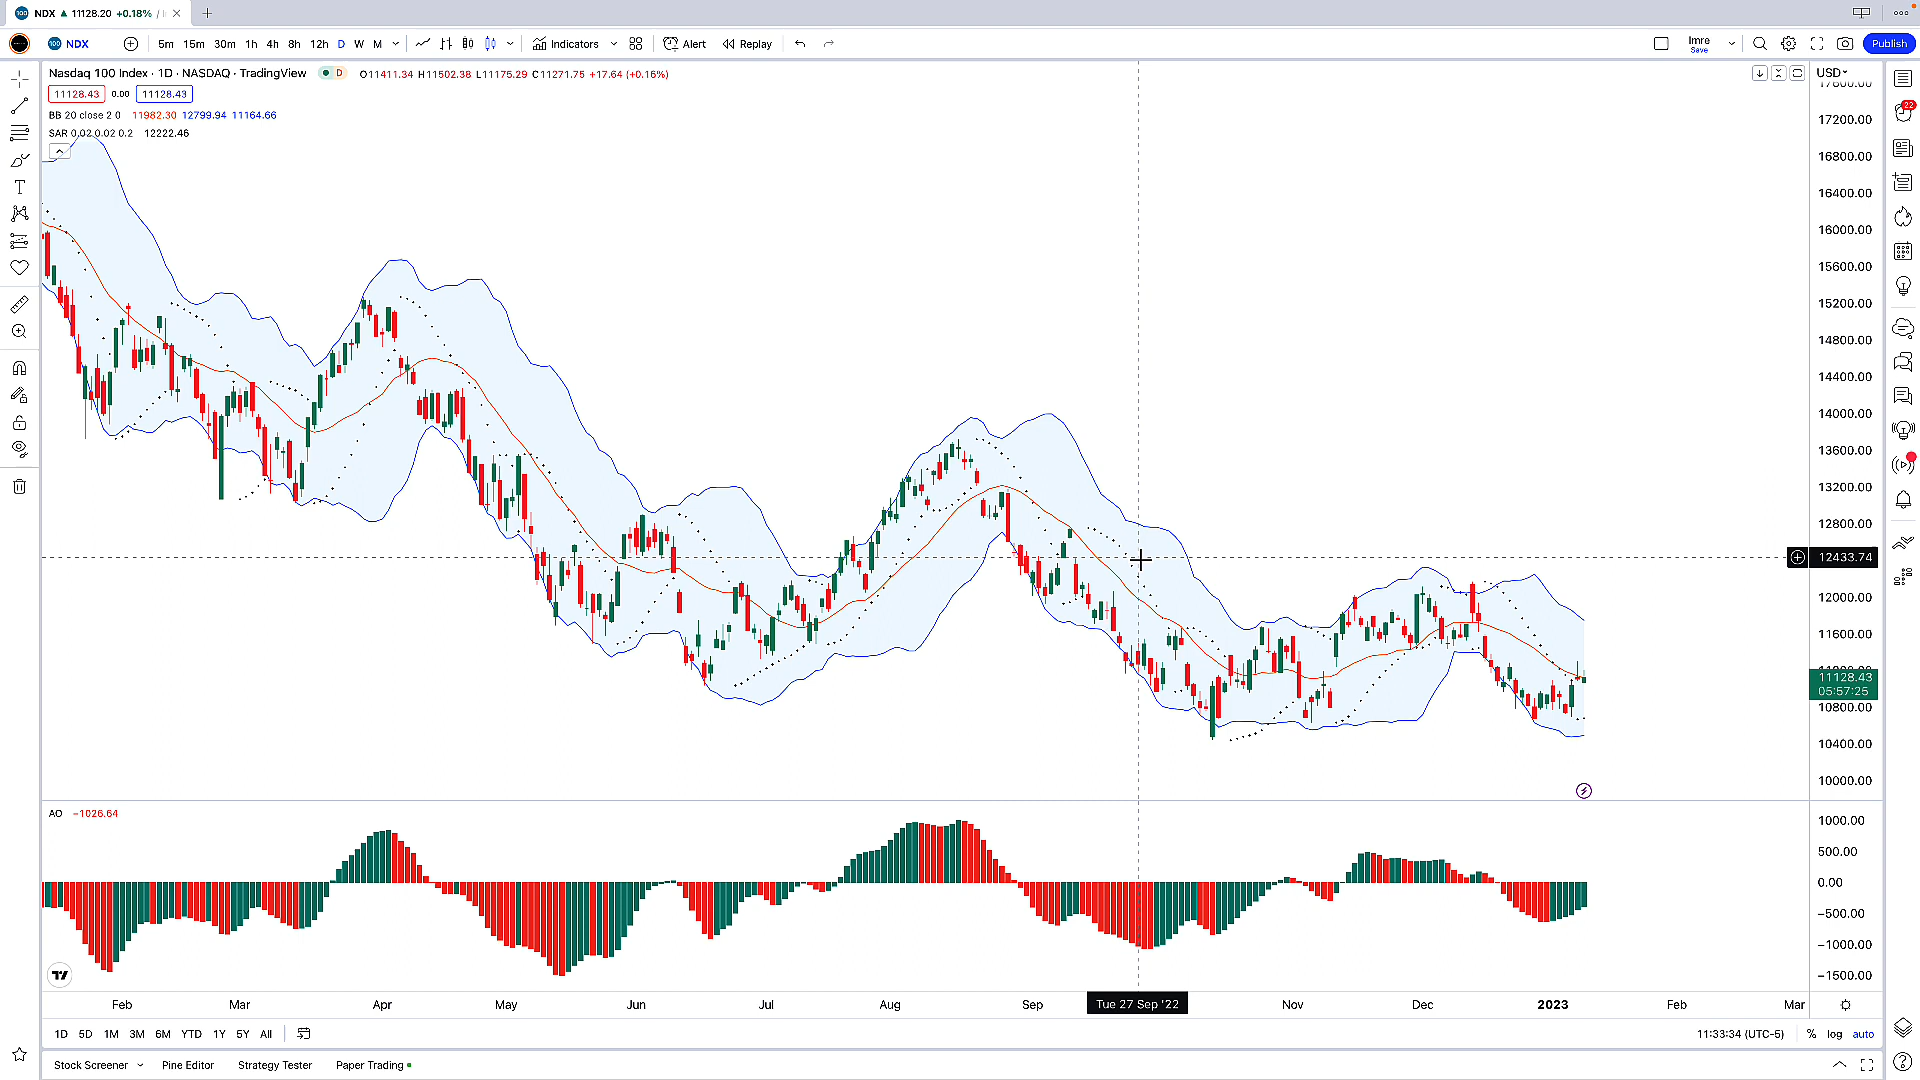 NDX ▲ 11128.20 +0.18% /
NDX 5m 15m 30m 1h 4h 8h 12h D W M Indicators Alert Replay Imre Save Publish
100
Nasdaq 100 Index · 1D · NASDAQ · TradingView D O11411.34 H11502.38 L11175.29 C11271.75 +17.64 (+0.16%)
USD
11128.43 0.00 11128.43
BB 20 close 2 0 11982.30 12799.94 11164.66
SAR 0.02 0.02 0.2 12222.46
22
17200.00
16800.00
16400.00
16000.00
15600.00
15200.00
14800.00
14400.00
14000.00
13600.00
13200.00
12800.00
12433.74
12000.00
11600.00
11128.43
05:57:25
10800.00
10400.00
10000.00
AO −1026.64
1000.00
500.00
0.00
−500.00
−1000.00
−1500.00
Feb Mar Apr May Jun Jul Aug Sep Tue 27 Sep '22 Nov Dec 2023 Feb Mar
1D 5D 1M 3M 6M YTD 1Y 5Y All 11:33:34 (UTC-5) % log auto
Stock Screener Pine Editor Strategy Tester Paper Trading